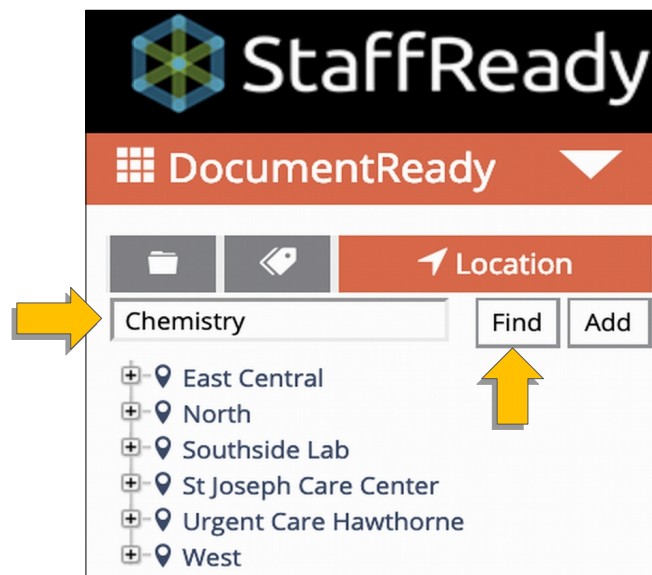 StaffReady
DocumentReady
Location
Chemistry
Find
Add
East Central
North
Southside Lab
St Joseph Care Center
Urgent Care Hawthorne
West